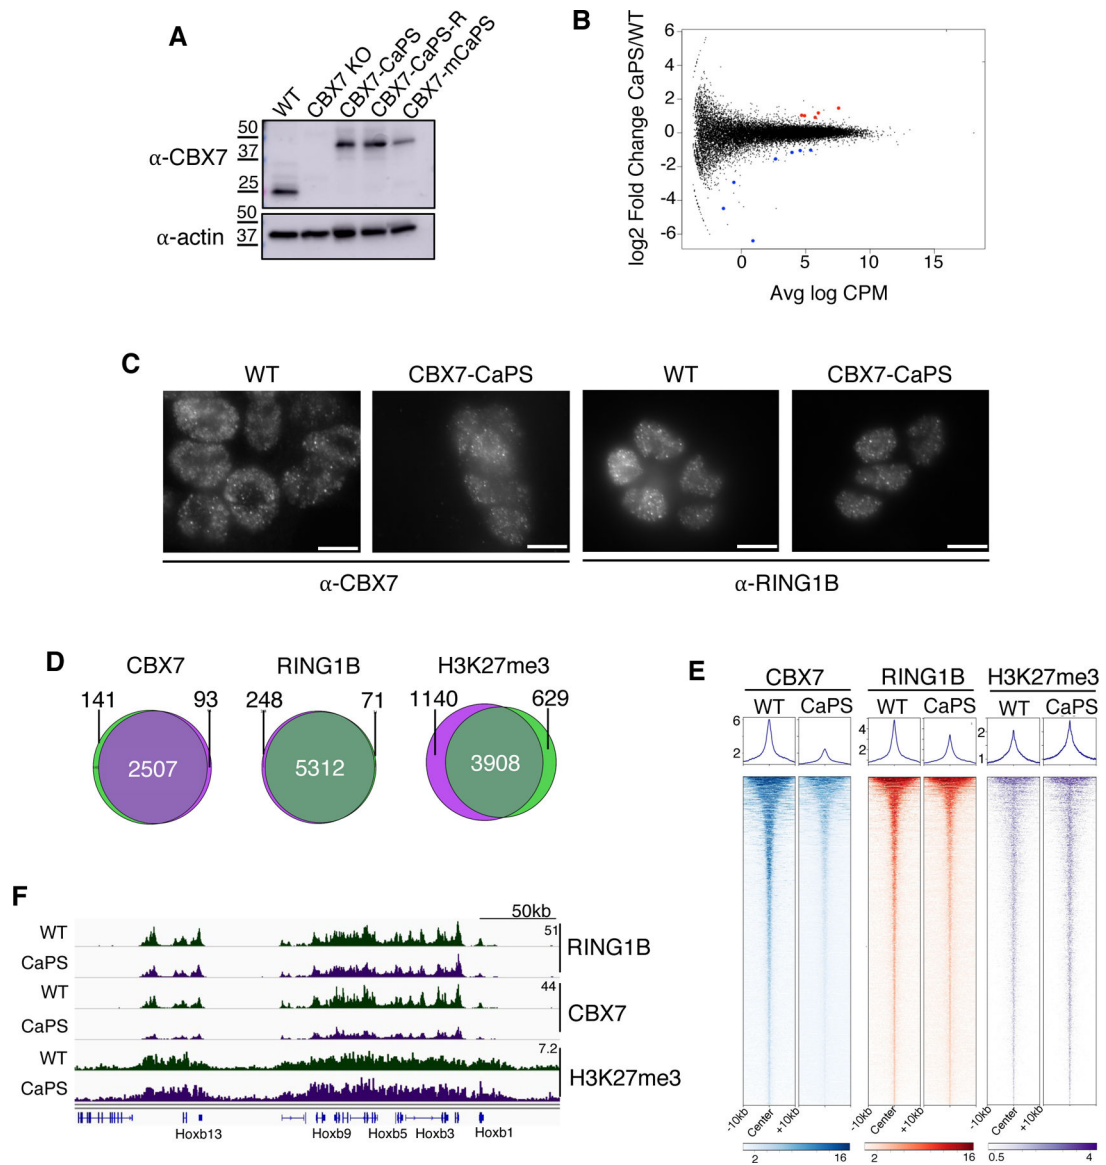 A
WT
CBX7 KO
CBX7-CaPS
CBX7-CaPS-R
CBX7-mCaPS
α-CBX7
50
37
25
α-actin
50
37
B
log2 Fold Change CaPS/WT
6
4
2
0
-2
-4
-6
0 5 10 15
Avg log CPM
C
WT CBX7-CaPS WT CBX7-CaPS
α-CBX7 α-RING1B
D
CBX7 RING1B H3K27me3
141 93 248 71 1140 629
2507 5312 3908
E
CBX7 RING1B H3K27me3
WT CaPS WT CaPS WT CaPS
6
2
4
2
2
1
-10kb Center +10kb -10kb Center +10kb -10kb Center +10kb
2 16 2 16 0.5 4
F
50kb
WT 51
CaPS
RING1B
WT 44
CaPS
CBX7
WT 7.2
CaPS
H3K27me3
Hoxb13 Hoxb9 Hoxb5 Hoxb3 Hoxb1